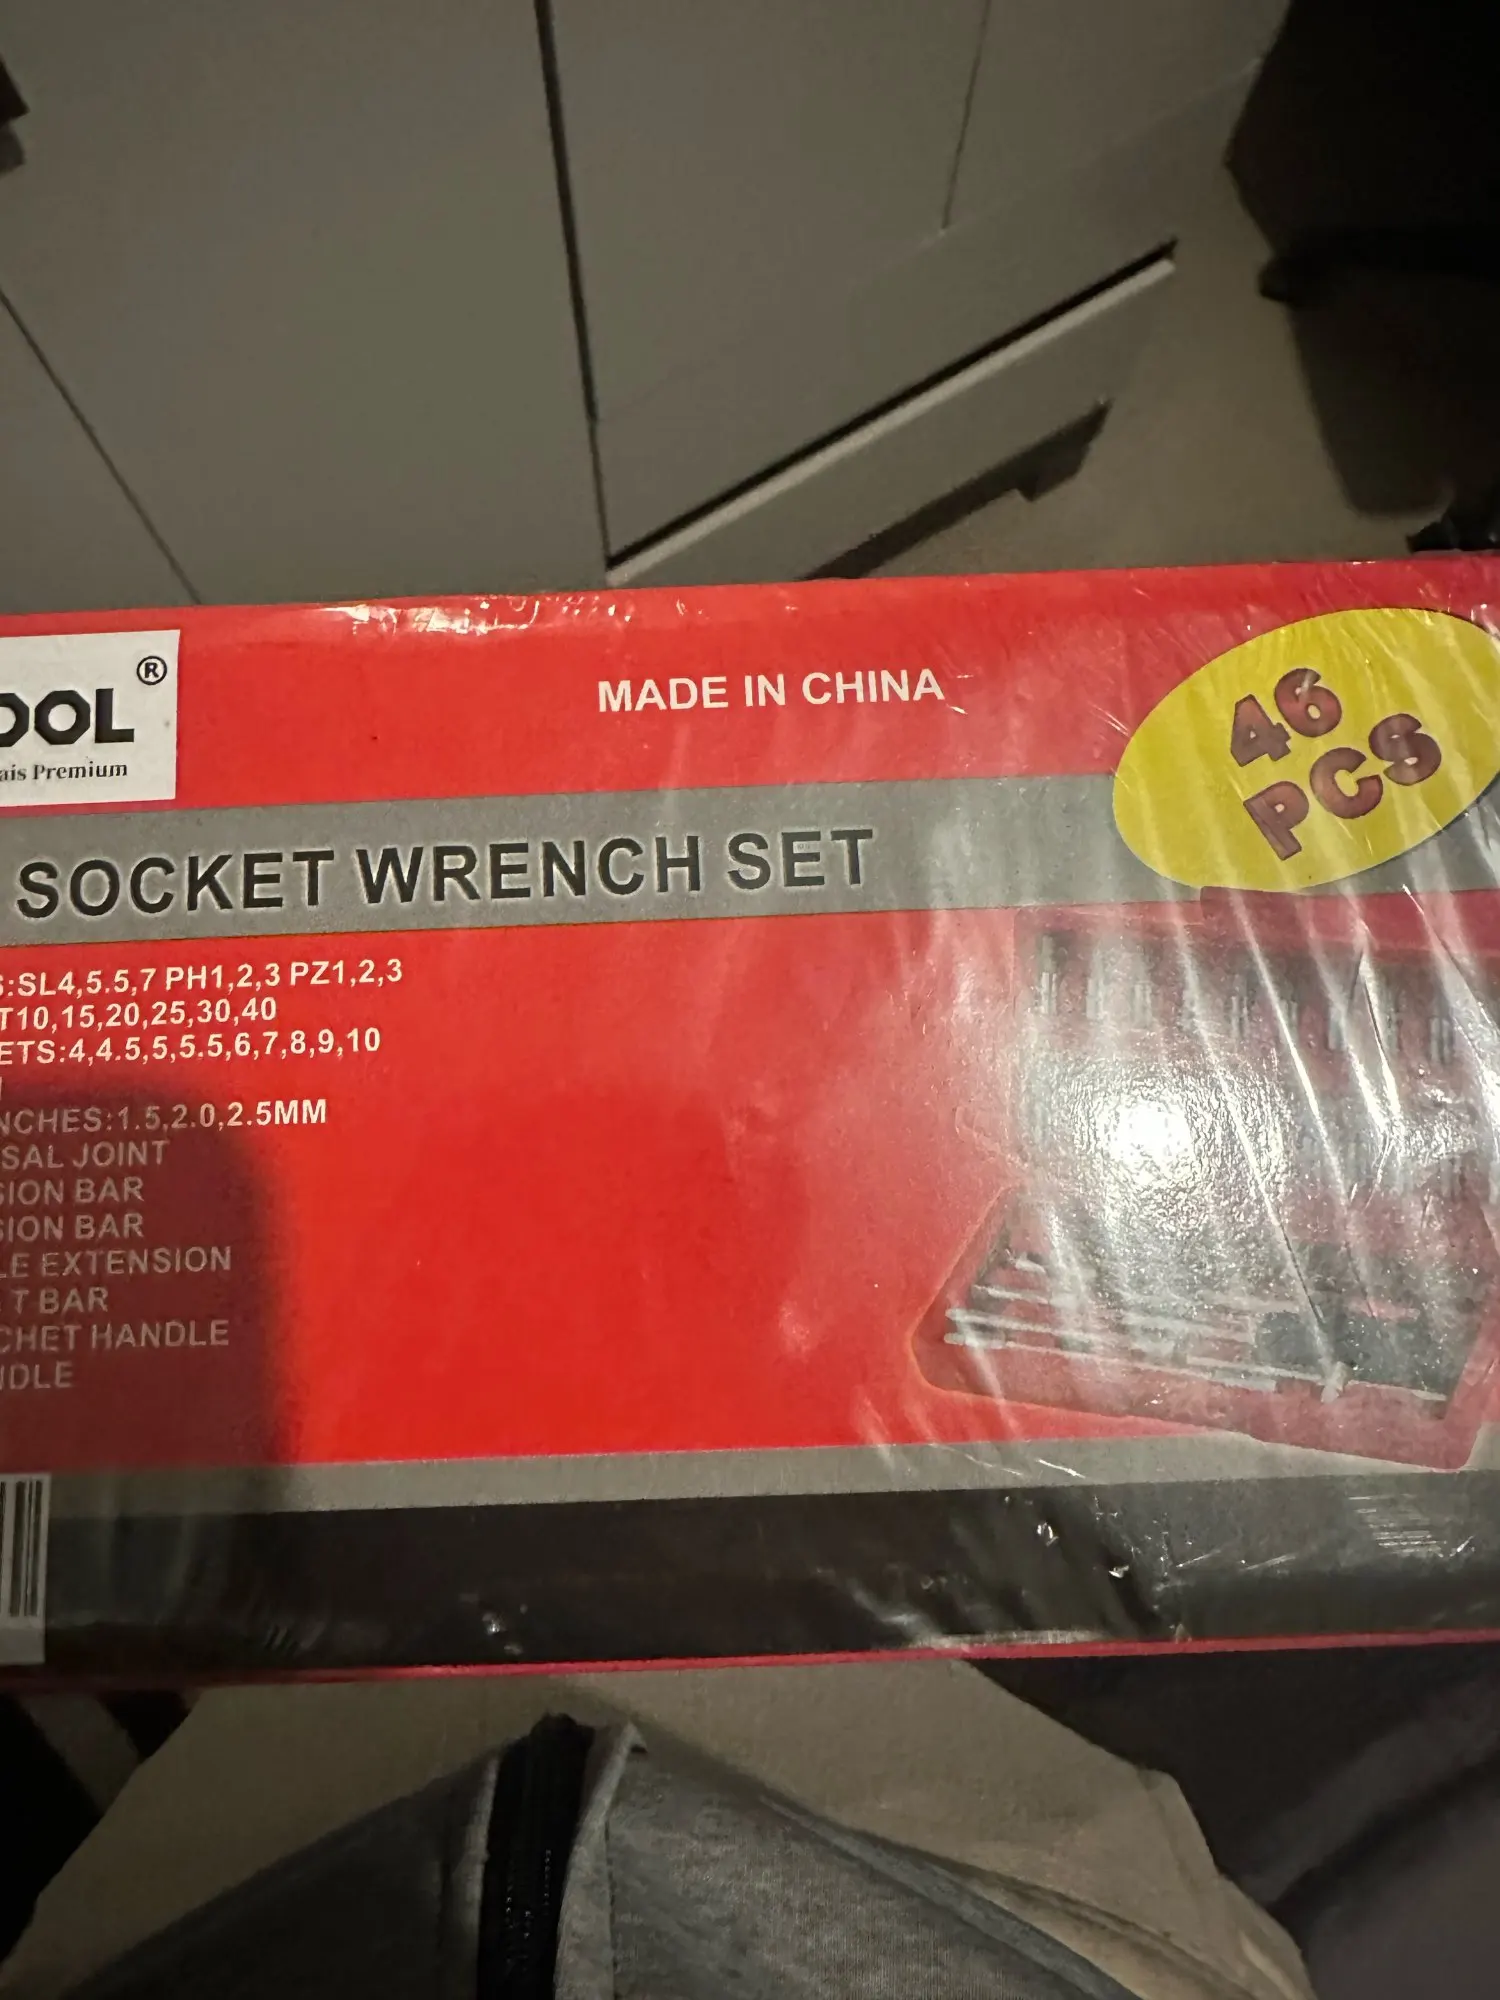 OOL ®
ais Premium
MADE IN CHINA
46
PCS
SOCKET WRENCH SET
S:SL4,5.5,7 PH1,2,3 PZ1,2,3
T10,15,20,25,30,40
ETS:4,4.5,5,5.5,6,7,8,9,10
NCHES:1.5,2.0,2.5MM
SAL JOINT
SION BAR
SION BAR
LE EXTENSION
T BAR
CHET HANDLE
NDLE